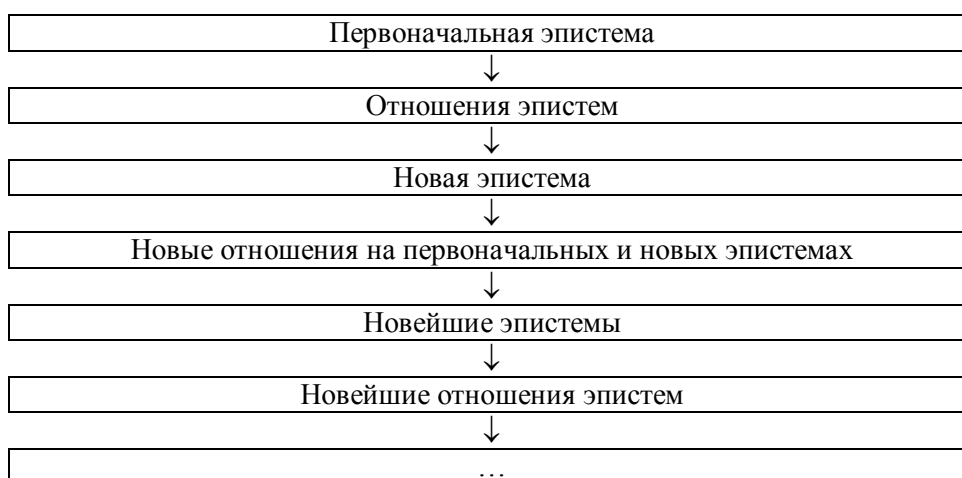 Первоначальная эпистема
↓
Отношения эпистем
↓
Новая эпистема
↓
Новые отношения на первоначальных и новых эпистемах
↓
Новейшие эпистемы
↓
Новейшие отношения эпистем
↓
…